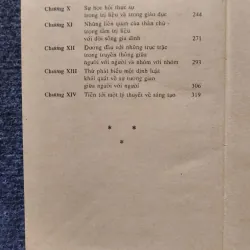 Chương X Sự học hỏi thực sự
trong trị liệu và trong giáo dục 244
Chương XI Những liên quan của thân chủ -
trong tâm trị liệu
với đời sống gia đình 271
Chương XII Đương đầu với những trục trặc
trong truyền thông giữa
người với người và nhóm với nhóm 293
Chương XIII Thử phát biểu một định luật
khái quát về sự tương giao
giữa người với người 306
Chương XIV Tiến tới một lý thuyết về sáng tạo 319